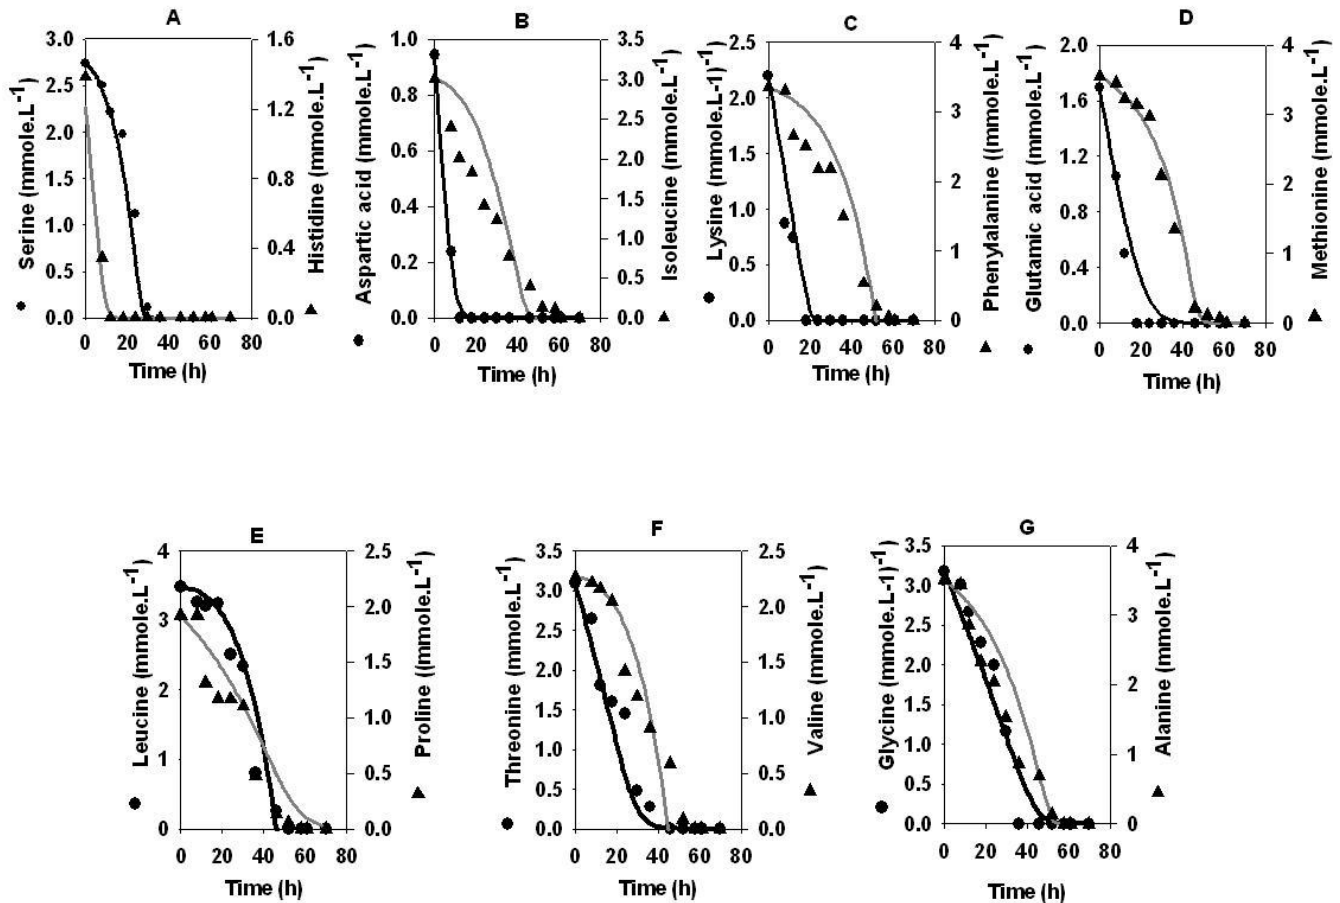 A
B
C
D
3.0
2.5
2.0
1.5
1.0
0.5
0.0
Serine (mmole.L-1)
1.6
1.2
0.8
0.4
0.0
Histidine (mmole.L-1)
0 20 40 60 80
Time (h)
1.0
0.8
0.6
0.4
0.2
0.0
Aspartic acid (mmole.L-1)
3.5
3.0
2.5
2.0
1.5
1.0
0.5
0.0
Isoleucine (mmole.L-1)
0 20 40 60 80
Time (h)
2.5
2.0
1.5
1.0
0.5
0.0
Lysine (mmole.L-1)-1)
4
3
2
1
0
Phenylalanine ((mmole.L-1)
0 20 40 60 80
Time (h)
2.0
1.6
1.2
0.8
0.4
0.0
Glutamic acid (mmole.L-1)
4
3
2
1
0
Methionine (mmole.L-1)
0 20 40 60 80
Time (h)
E
F
G
4
3
2
1
0
Leucine (mmole.L-1)
2.5
2.0
1.5
1.0
0.5
0.0
Proline ((mmole.L-1)
0 20 40 60 80
Time (h)
3.5
3.0
2.5
2.0
1.5
1.0
0.5
0.0
Threonine (mmole.L-1)
2.5
2.0
1.5
1.0
0.5
0.0
Valine (mmole.L-1)
0 20 40 60 80
Time (h)
3.5
3.0
2.5
2.0
1.5
1.0
0.5
0.0
Glycine (mmole.L-1)-1)
4
3
2
1
0
Alanine (mmole.L-1)
0 20 40 60 80
Time (h)